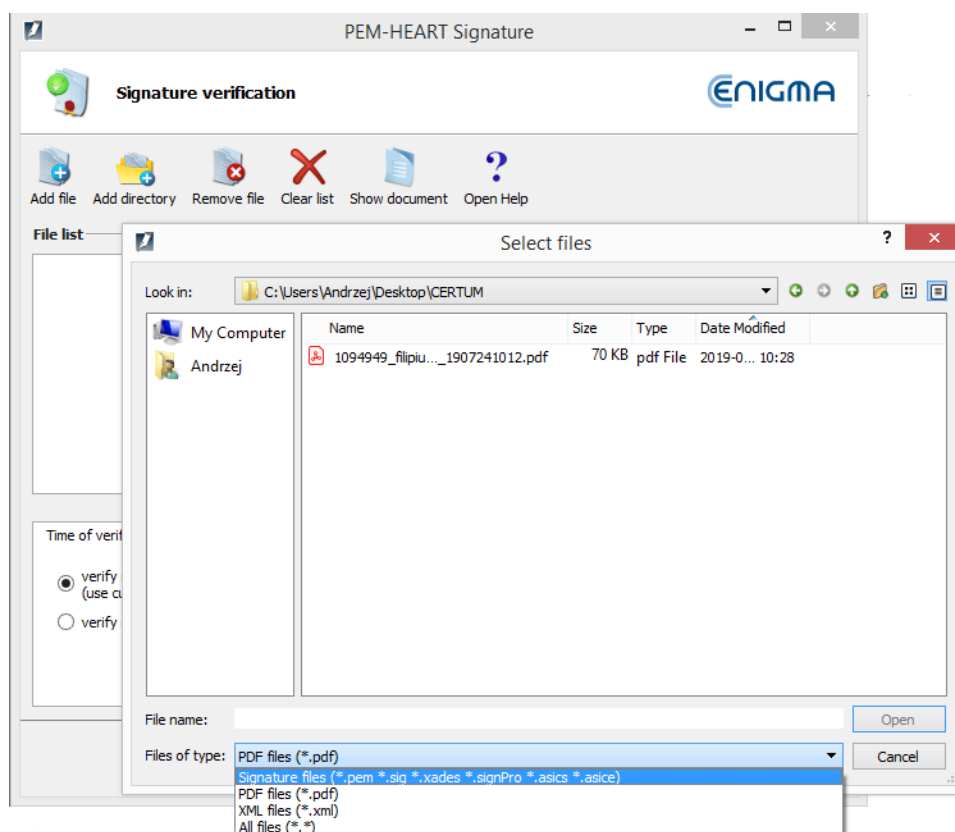 PEM-HEART Signature
Signature verification
ENIGMA
Add file Add directory Remove file Clear list Show document Open Help
File list
Select files
?
Look in: C:\Users\Andrzej\Desktop\CERTUM
My Computer
Andrzej
Name Size Type Date Modified
1094949_filipiu..._1907241012.pdf 70 KB pdf File 2019-0... 10:28
Time of verif
verify
(use cu
verify
File name: Open
Files of type: PDF files (*.pdf) Cancel
Signature files (*.pem *.sig *.xades *.signPro *.asics *.asice)
PDF files (*.pdf)
XML files (*.xml)
All files (*.*)